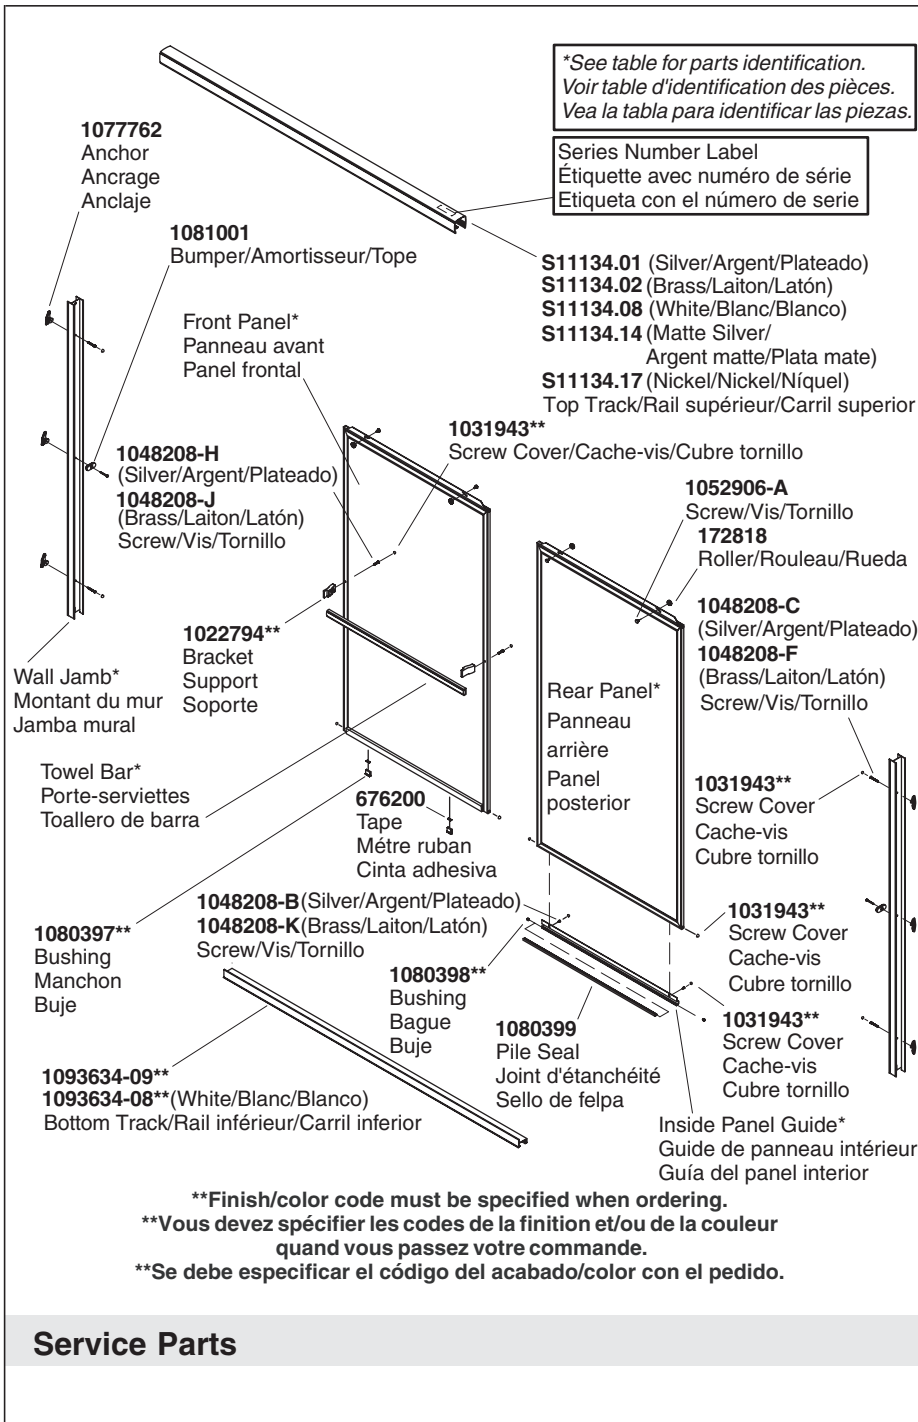 *See table for parts identification.
Voir table d'identification des pièces.
Vea la tabla para identificar las piezas.
Series Number Label
Étiquette avec numéro de série
Etiqueta con el número de serie
1077762
Anchor
Ancrage
Anclaje
1081001
Bumper/Amortisseur/Tope
S11134.01 (Silver/Argent/Plateado)
S11134.02 (Brass/Laiton/Latón)
S11134.08 (White/Blanc/Blanco)
S11134.14 (Matte Silver/
Argent matte/Plata mate)
S11134.17 (Nickel/Nickel/Níquel)
Top Track/Rail supérieur/Carril superior
Front Panel*
Panneau avant
Panel frontal
1031943**
Screw Cover/Cache-vis/Cubre tornillo
1048208-H
(Silver/Argent/Plateado)
1048208-J
(Brass/Laiton/Latón)
Screw/Vis/Tornillo
1052906-A
Screw/Vis/Tornillo
172818
Roller/Rouleau/Rueda
1048208-C
(Silver/Argent/Plateado)
1048208-F
(Brass/Laiton/Latón)
Screw/Vis/Tornillo
1022794**
Bracket
Support
Soporte
Wall Jamb*
Montant du mur
Jamba mural
Rear Panel*
Panneau
arrière
Panel
posterior
Towel Bar*
Porte-serviettes
Toallero de barra
676200
Tape
Métre ruban
Cinta adhesiva
1031943**
Screw Cover
Cache-vis
Cubre tornillo
1048208-B (Silver/Argent/Plateado)
1048208-K (Brass/Laiton/Latón)
Screw/Vis/Tornillo
1031943**
Screw Cover
Cache-vis
Cubre tornillo
1080397**
Bushing
Manchon
Buje
1080398**
Bushing
Bague
Buje
1080399
Pile Seal
Joint d'étanchéité
Sello de felpa
1031943**
Screw Cover
Cache-vis
Cubre tornillo
1093634-09**
1093634-08** (White/Blanc/Blanco)
Bottom Track/Rail inférieur/Carril inferior
Inside Panel Guide*
Guide de panneau intérieur
Guía del panel interior
**Finish/color code must be specified when ordering.
**Vous devez spécifier les codes de la finition et/ou de la couleur
quand vous passez votre commande.
**Se debe especificar el código del acabado/color con el pedido.
Service Parts